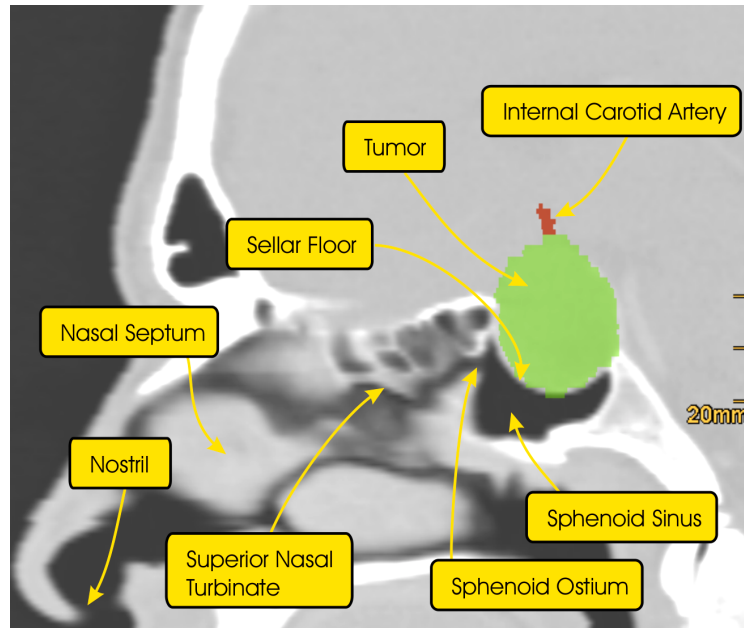 Internal Carotid Artery
Tumor
Sellar Floor
Nasal Septum
20mm
Nostril
Sphenoid Sinus
Superior Nasal
Turbinate
Sphenoid Ostium